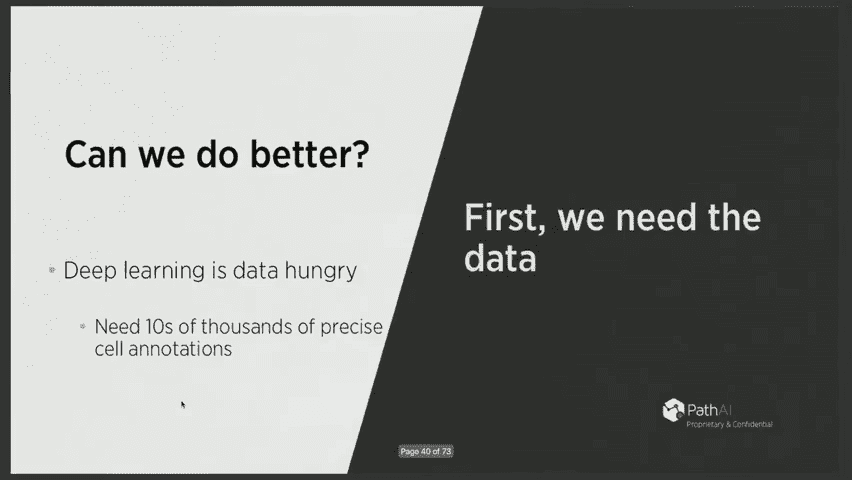 Can we do better?
Deep learning is data hungry
Need 10s of thousands of precise
cell annotations
First, we need the
data
PathAI
Proprietary & Confidential
Page 40 of 73